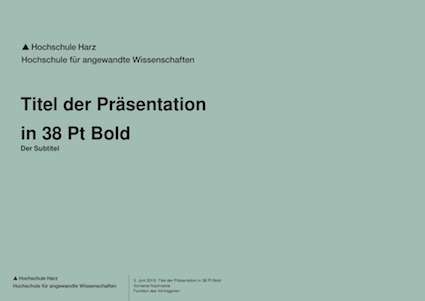 ▲ Hochschule Harz
Hochschule für angewandte Wissenschaften
Titel der Präsentation
in 38 Pt Bold
Der Subtitel
▲ Hochschule Harz
Hochschule für angewandte Wissenschaften
3. Juni 2013, Titel der Präsentation in 38 Pt Bold
Vorname Nachname
Funktion des Vortragenen